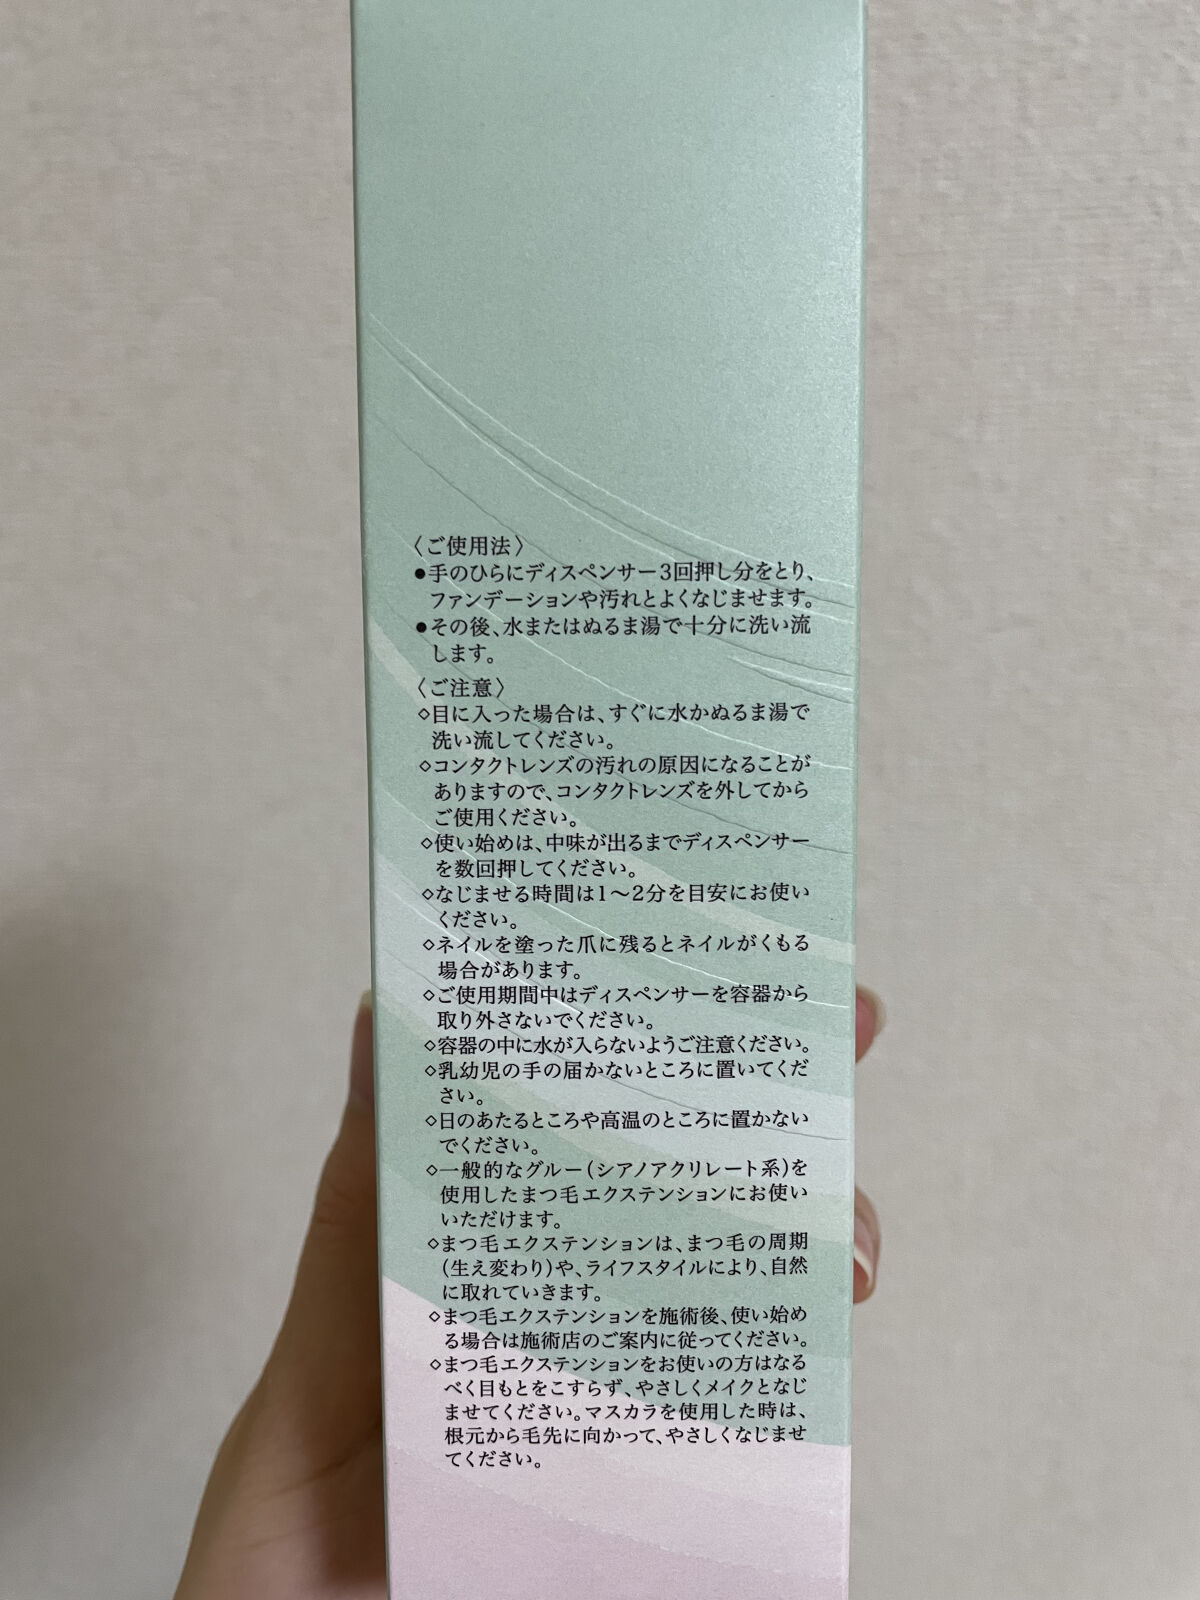 〈ご使用法〉
●手のひらにディスペンサー3回押し分をとり、
ファンデーションや汚れとよくなじませます。
●その後、水またはぬるま湯で十分に洗い流
します。
〈ご注意〉
◇目に入った場合は、すぐに水かぬるま湯で
洗い流してください。
◇コンタクトレンズの汚れの原因になることが
ありますので、コンタクトレンズを外してから
ご使用ください。
◇使い始めは、中味が出るまでディスペンサー
を数回押してください。
◇なじませる時間は1〜2分を目安にお使い
ください。
◇ネイルを塗った爪に残るとネイルがくもる
場合があります。
◇ご使用期間中はディスペンサーを容器から
取り外さないでください。
◇容器の中に水が入らないようご注意ください。
◇乳幼児の手の届かないところに置いてくだ
さい。
◇日のあたるところや高温のところに置かない
でください。
◇一般的なグルー(シアノアクリレート系)を
使用したまつ毛エクステンションにお使い
いただけます。
◇まつ毛エクステンションは、まつ毛の周期
(生え変わり)や、ライフスタイルにより、自然
に取れていきます。
◇まつ毛エクステンションを施術後、使い始め
る場合は施術店のご案内に従ってください。
◇まつ毛エクステンションをお使いの方はなる
べく目もとをこすらず、やさしくメイクとなじ
ませてください。マスカラを使用した時は、
根元から毛先に向かって、やさしくなじませ
てください。